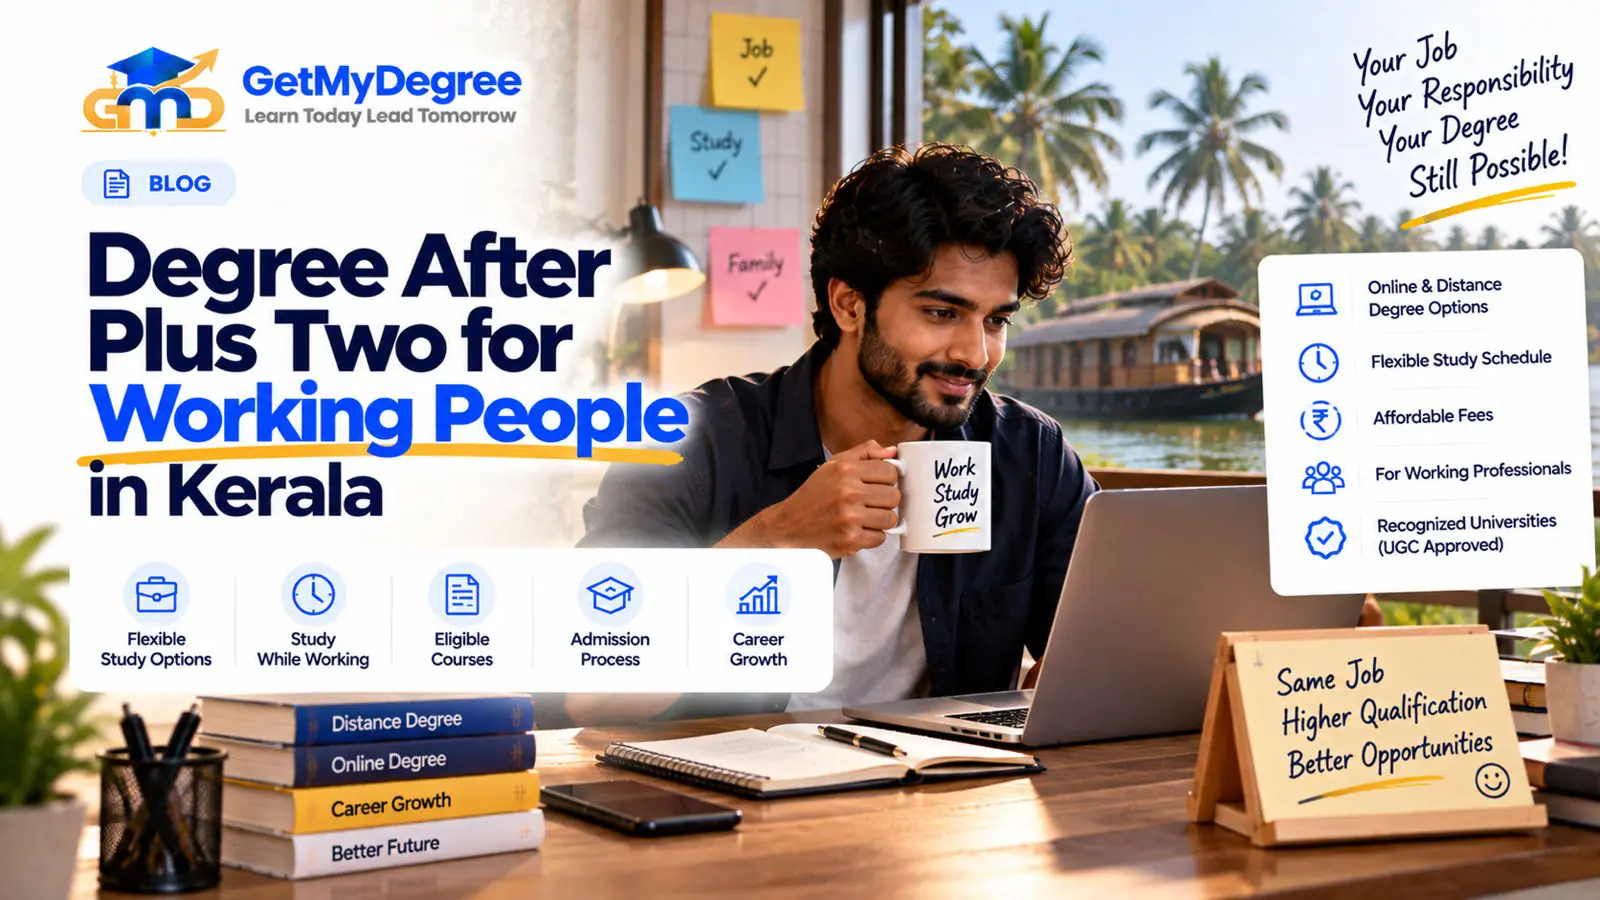 GMD
GetMyDegree
Learn Today Lead Tomorrow
BLOG
Degree After
Plus Two for
Working People
in Kerala
Flexible
Study Options
Study
While Working
Eligible
Courses
Admission
Process
Career
Growth
Job
Study
Family
Your Job
Your Responsibility
Your Degree
Still Possible!
Online & Distance
Degree Options
Flexible Study Schedule
₹
Affordable Fees
For Working Professionals
Recognized Universities
(UGC Approved)
Work
Study
Grow
Distance Degree
Online Degree
Career Growth
Better Future
Same Job
Higher Qualification
Better Opportunities